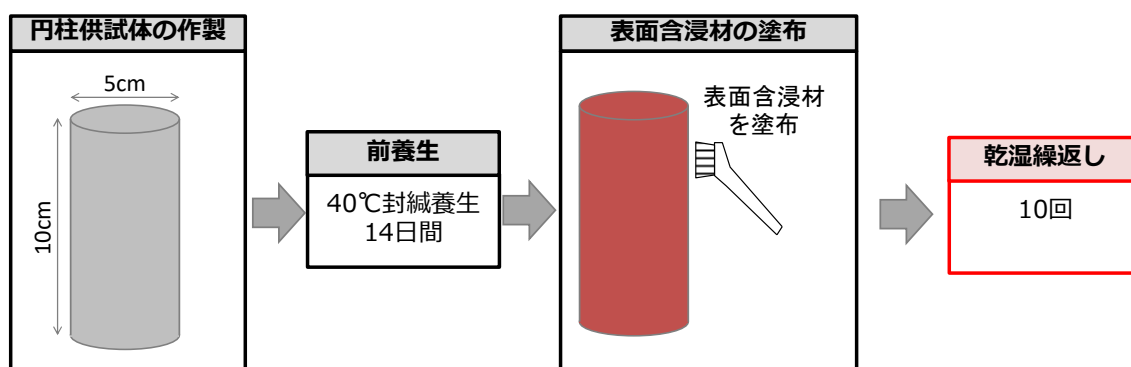 円柱供試体の作製
5cm
10cm
前養生
40℃封緘養生
14日間
表面含浸材の塗布
表面含浸材
を塗布
乾湿繰返し
10回